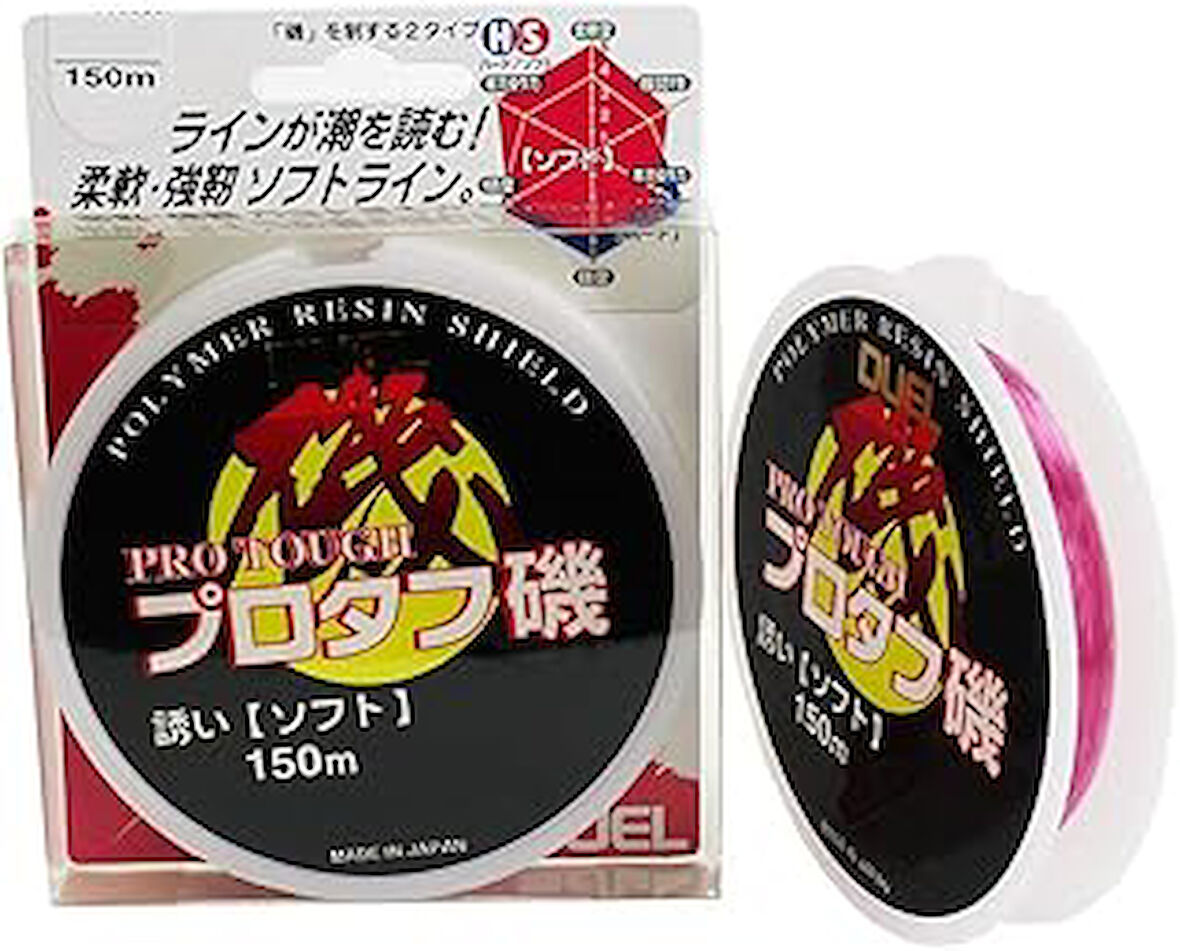 「磯」を制する2タイプ HS
150m
ラインが潮を読む!
柔軟・強靭 ソフトライン。
【ソフト】
POLYMER RESIN SHIELD
磯
PRO TOUGH
プロタフ磯
誘い【ソフト】
150m
MADE IN JAPAN
DUEL
POLYMER RESIN SHIELD
DUEL
磯
PRO TOUGH
プロタフ磯
誘い【ソフト】
150m
MADE IN JAPAN